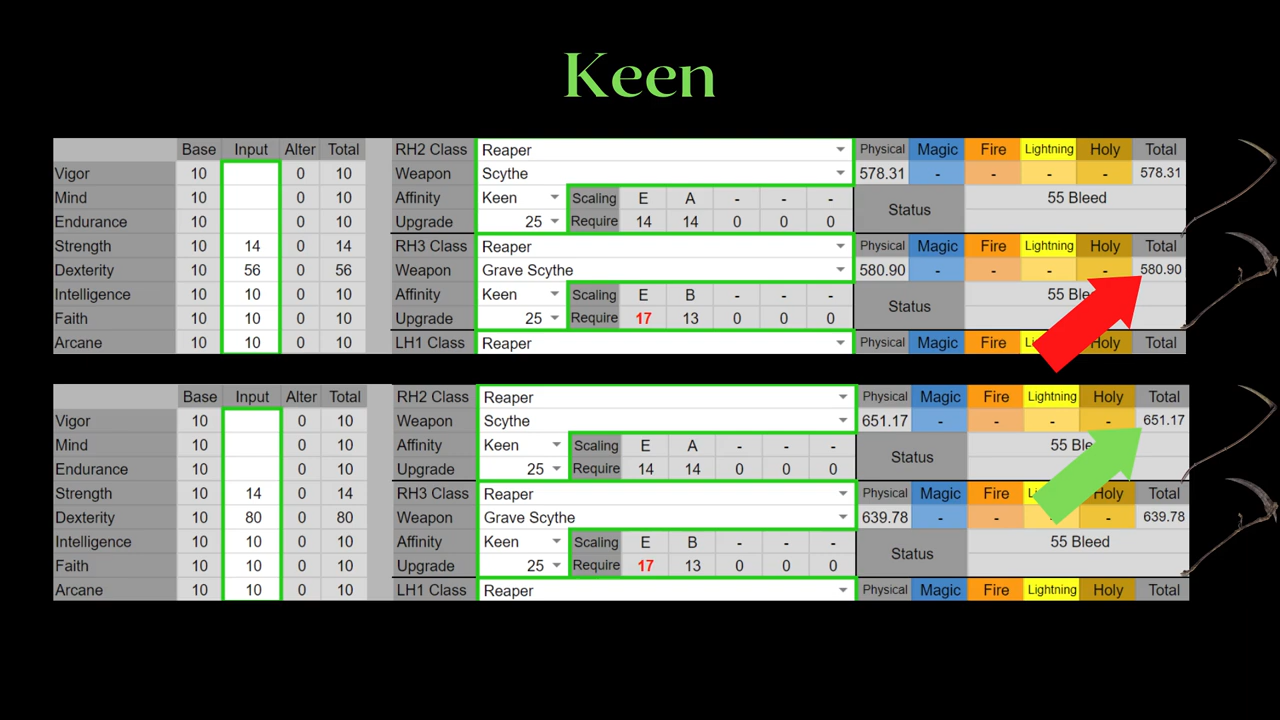 Keen
Base Input Alter Total RH2 Class Reaper Physical Magic Fire Lightning Holy Total
Vigor 10 0 10 Weapon Scythe 578.31 - - - - 578.31
Mind 10 0 10 Affinity Keen Scaling E A - - - Status 55 Bleed
Endurance 10 0 10 Upgrade 25 Require 14 14 0 0 0
Strength 10 14 0 14 RH3 Class Reaper Physical Magic Fire Lightning Holy Total
Dexterity 10 56 0 56 Weapon Grave Scythe 580.90 - - - - 580.90
Intelligence 10 10 0 10 Affinity Keen Scaling E B - - - Status 55 Blee
Faith 10 10 0 10 Upgrade 25 Require 17 13 0 0 0
Arcane 10 10 0 10 LH1 Class Reaper Physical Magic Fire Li Holy Total
Base Input Alter Total RH2 Class Reaper Physical Magic Fire Lightning Holy Total
Vigor 10 0 10 Weapon Scythe 651.17 - - - - 651.17
Mind 10 0 10 Affinity Keen Scaling E A - - - Status 55 Blee
Endurance 10 0 10 Upgrade 25 Require 14 14 0 0 0
Strength 10 14 0 14 RH3 Class Reaper Physical Magic Fire Li Holy Total
Dexterity 10 80 0 80 Weapon Grave Scythe 639.78 - - - - 639.78
Intelligence 10 10 0 10 Affinity Keen Scaling E B - - - Status 55 Bleed
Faith 10 10 0 10 Upgrade 25 Require 17 13 0 0 0
Arcane 10 10 0 10 LH1 Class Reaper Physical Magic Fire Lightning Holy Total